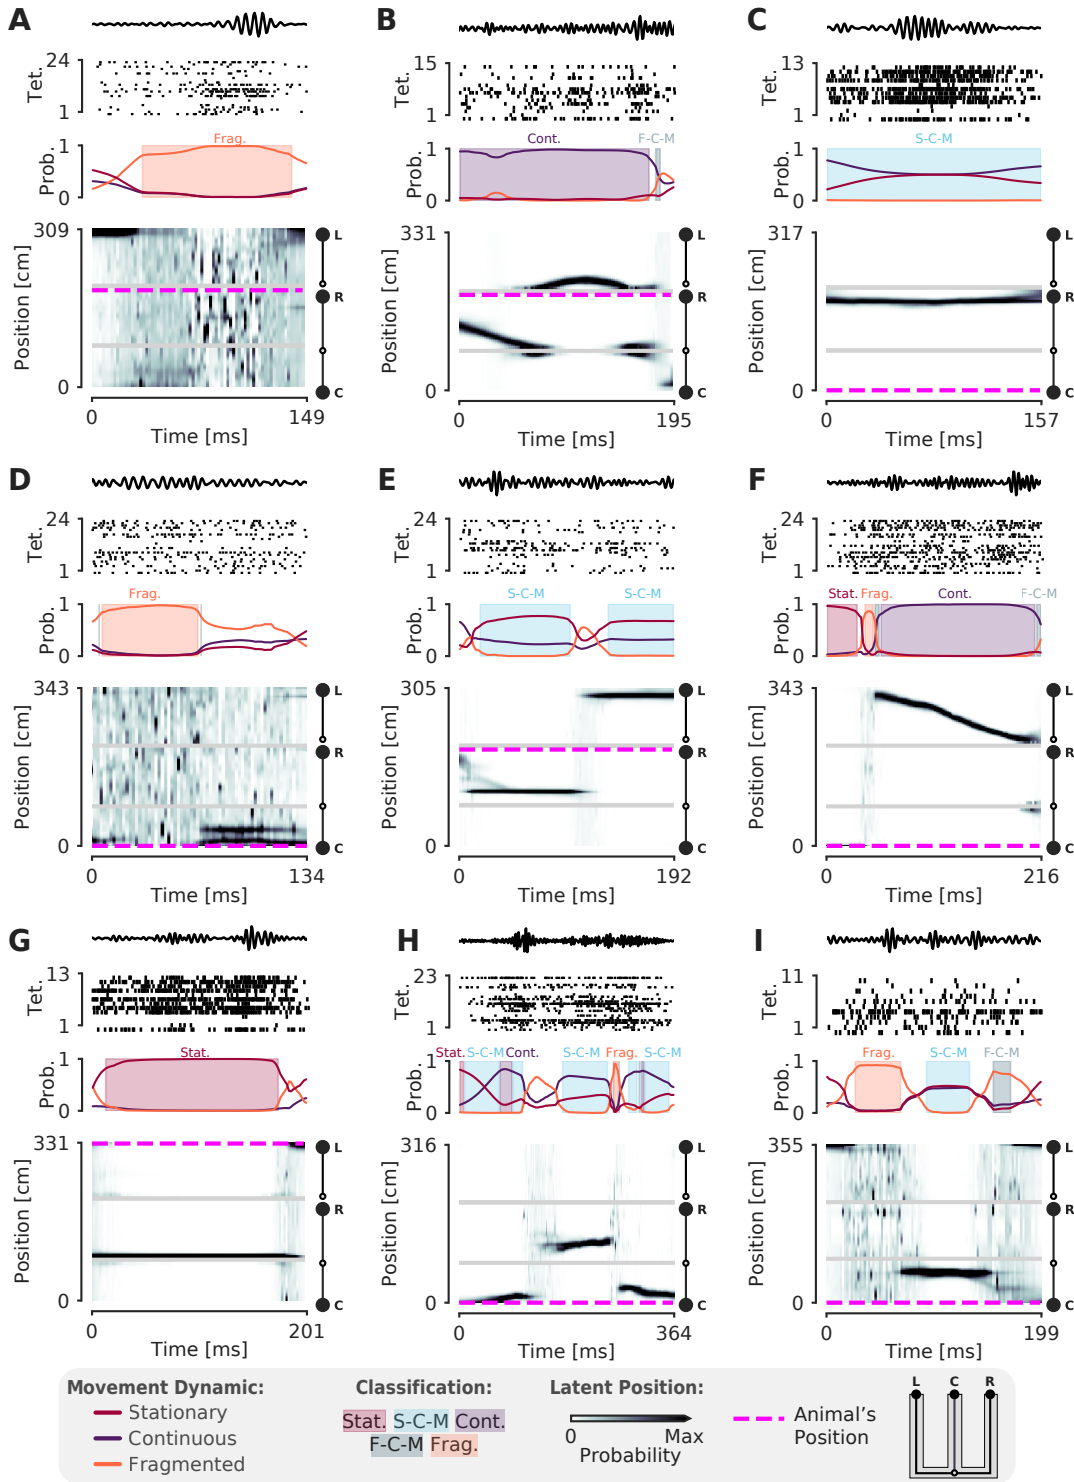 A
B
C
24
Tet.
1
15
Tet.
1
13
Tet.
1
Frag.
1
Prob.
0
Cont.
F-C-M
1
Prob.
0
S-C-M
1
Prob.
0
309
Position [cm]
0
L
R
C
0
149
Time [ms]
331
Position [cm]
0
L
R
C
0
195
Time [ms]
317
Position [cm]
0
L
R
C
0
157
Time [ms]
D
E
F
24
Tet.
1
24
Tet.
1
24
Tet.
1
Frag.
1
Prob.
0
S-C-M
S-C-M
1
Prob.
0
Stat.
Frag.
Cont.
F-C-M
1
Prob.
0
343
Position [cm]
0
L
R
C
0
134
Time [ms]
305
Position [cm]
0
L
R
C
0
192
Time [ms]
343
Position [cm]
0
L
R
C
0
216
Time [ms]
G
H
I
13
Tet.
1
23
Tet.
1
11
Tet.
1
Stat.
1
Prob.
0
Stat.
S-C-M
Cont.
S-C-M
Frag.
S-C-M
1
Prob.
0
Frag.
S-C-M
F-C-M
1
Prob.
0
331
Position [cm]
0
L
R
C
0
201
Time [ms]
316
Position [cm]
0
L
R
C
0
364
Time [ms]
355
Position [cm]
0
L
R
C
0
199
Time [ms]
Movement Dynamic:
Stationary
Continuous
Fragmented
Classification:
Stat. S-C-M Cont.
F-C-M Frag.
Latent Position:
0 Max
Probability
Animal's
Position
L C R